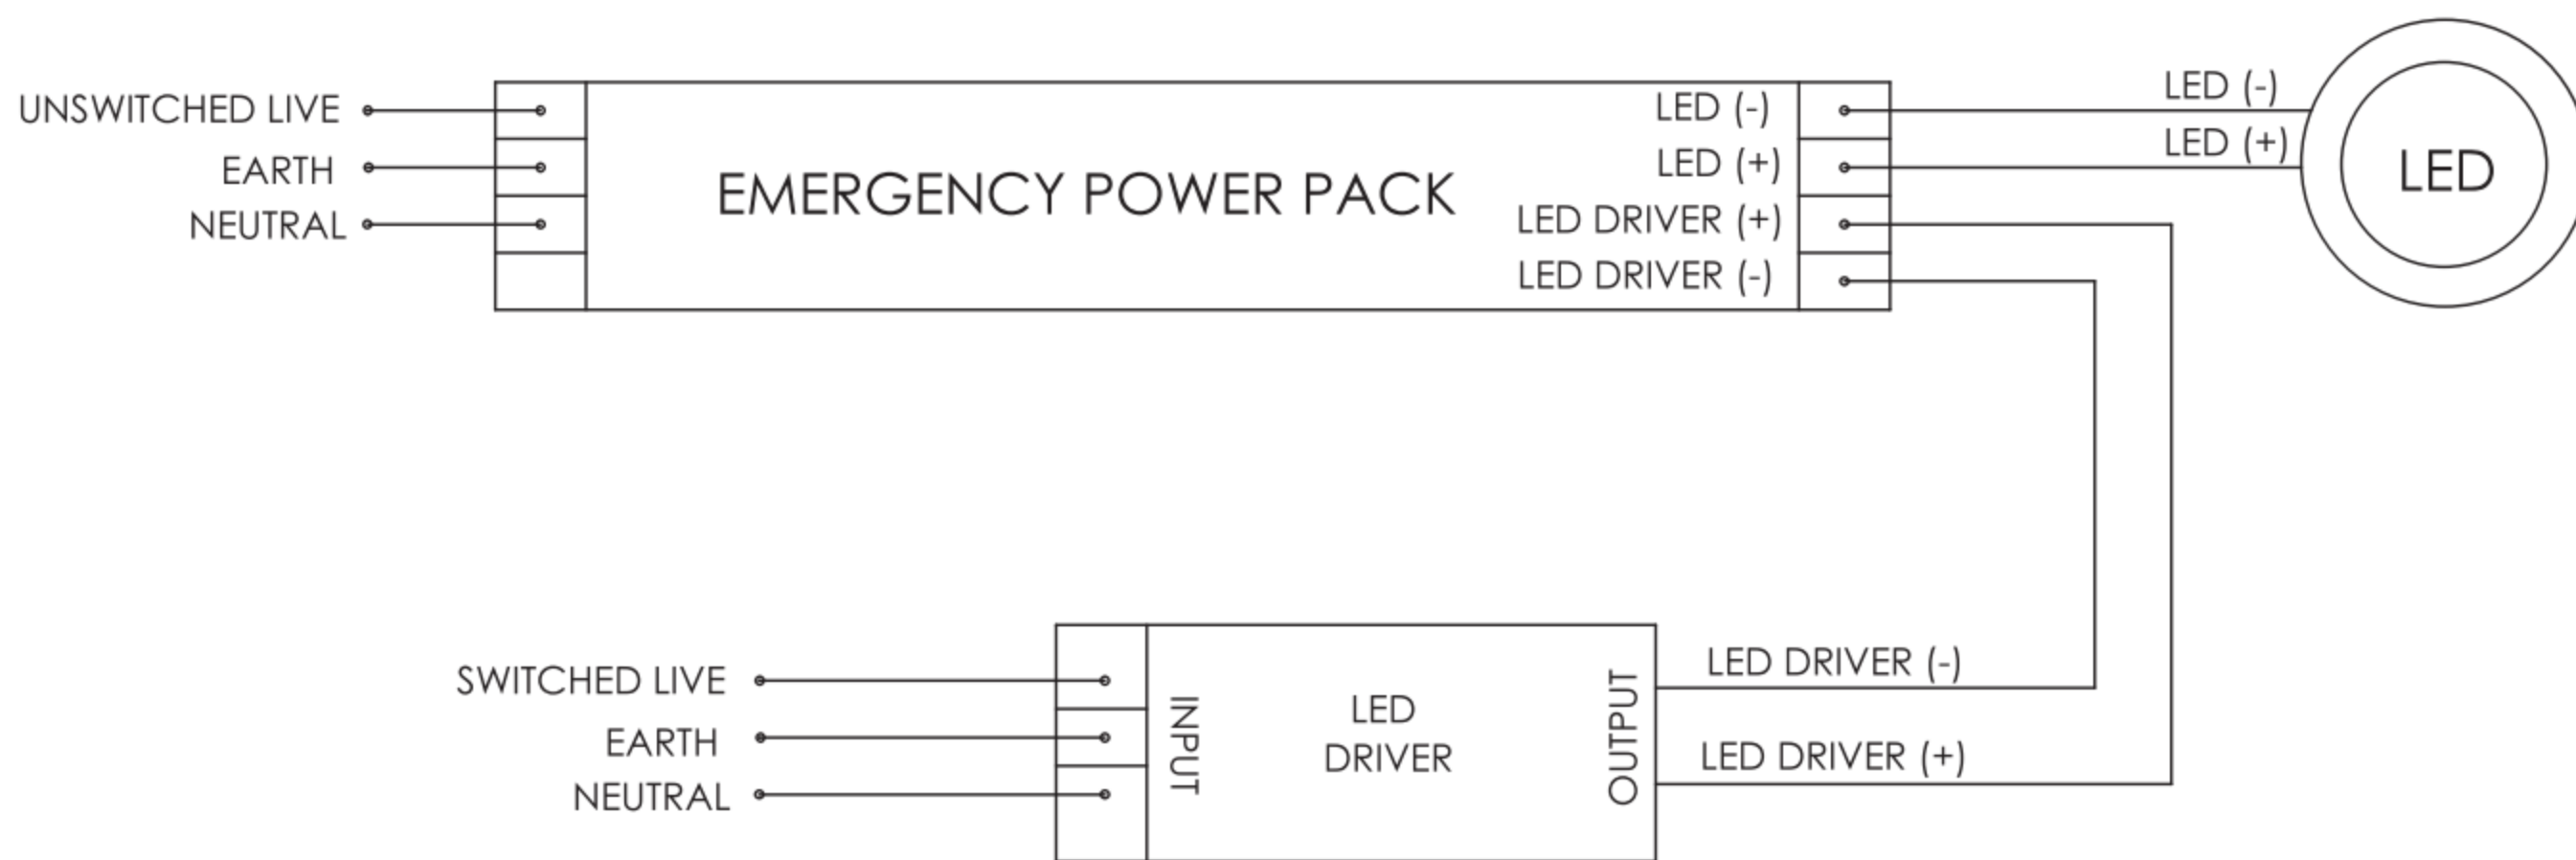 UNSWITCHED LIVE
EARTH
NEUTRAL
EMERGENCY POWER PACK
LED (-)
LED (+)
LED DRIVER (+)
LED DRIVER (-)
LED (-)
LED (+)
LED
SWITCHED LIVE
EARTH
NEUTRAL
INPUT
LED
DRIVER
OUTPUT
LED DRIVER (-)
LED DRIVER (+)